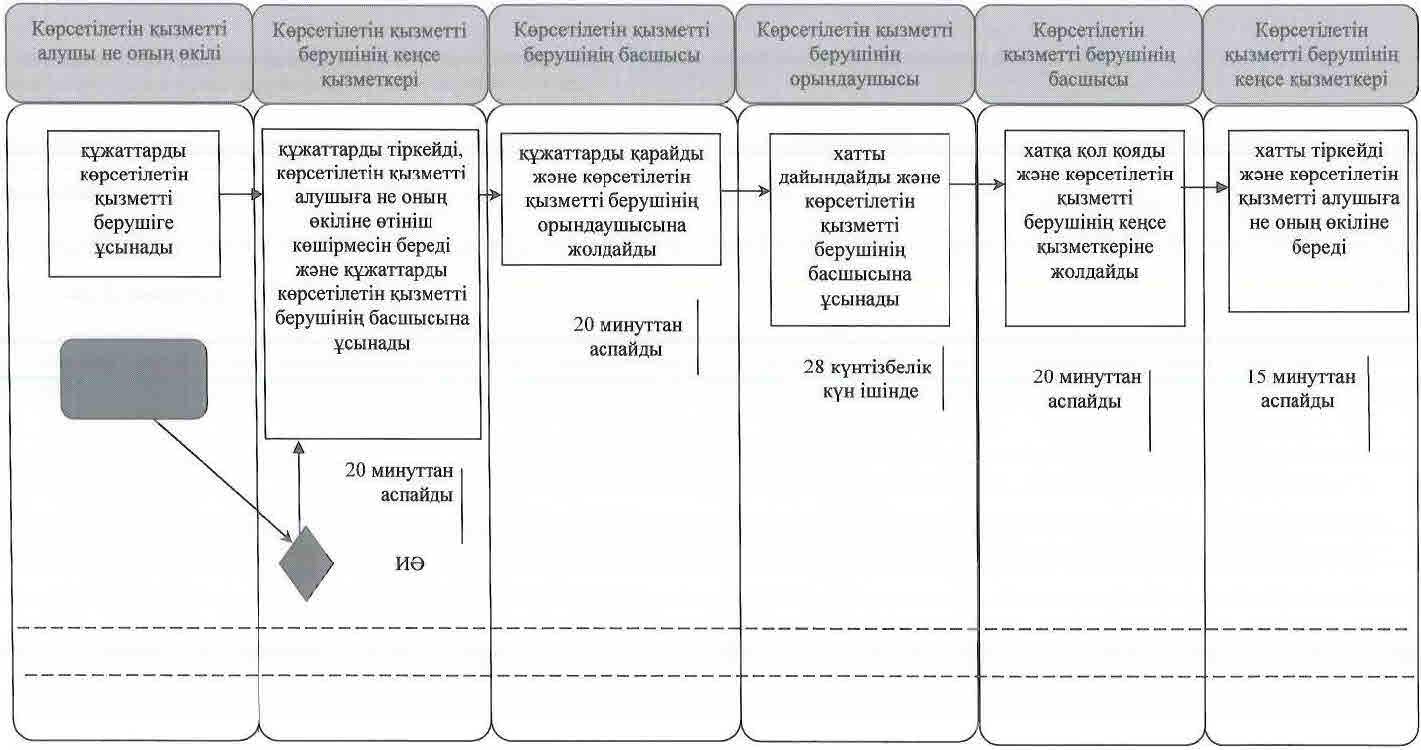 Көрсетілетін қызметті
алушы не оның өкілі
Көрсетілетін қызметті
берушінің кеңсе
қызметкері
Көрсетілетін қызметті
берушінің басшысы
Көрсетілетін қызметті
берушінің
орындаушысы
Көрсетілетін
қызметті берушінің
басшысы
Көрсетілетін
қызметті берушінің
кеңсе қызметкері
құжаттарды
көрсетілетін
қызметті
берушіге
ұсынады
құжаттарды тіркейді,
көрсетілетін қызметті
алушыға не оның
өкіліне өтініш
көшірмесін береді
және құжаттарды
көрсетілетін қызметті
берушінің басшысына
ұсынады
20 минуттан
аспайды
ИӘ
құжаттарды қарайды
және көрсетілетін
қызметті берушінің
орындаушысына
жолдайды
20 минуттан
аспайды
хатты
дайындайды және
көрсетілетін
қызметті
берушінің
басшысына
ұсынады
28 күнтізбелік
күн ішінде
хатқа қол қояды
және көрсетілетін
қызметті
берушінің кеңсе
қызметкеріне
жолдайды
20 минуттан
аспайды
хатты тіркейді
және көрсетілетін
қызметті алушыға
не оның өкіліне
береді
15 минуттан
аспайды